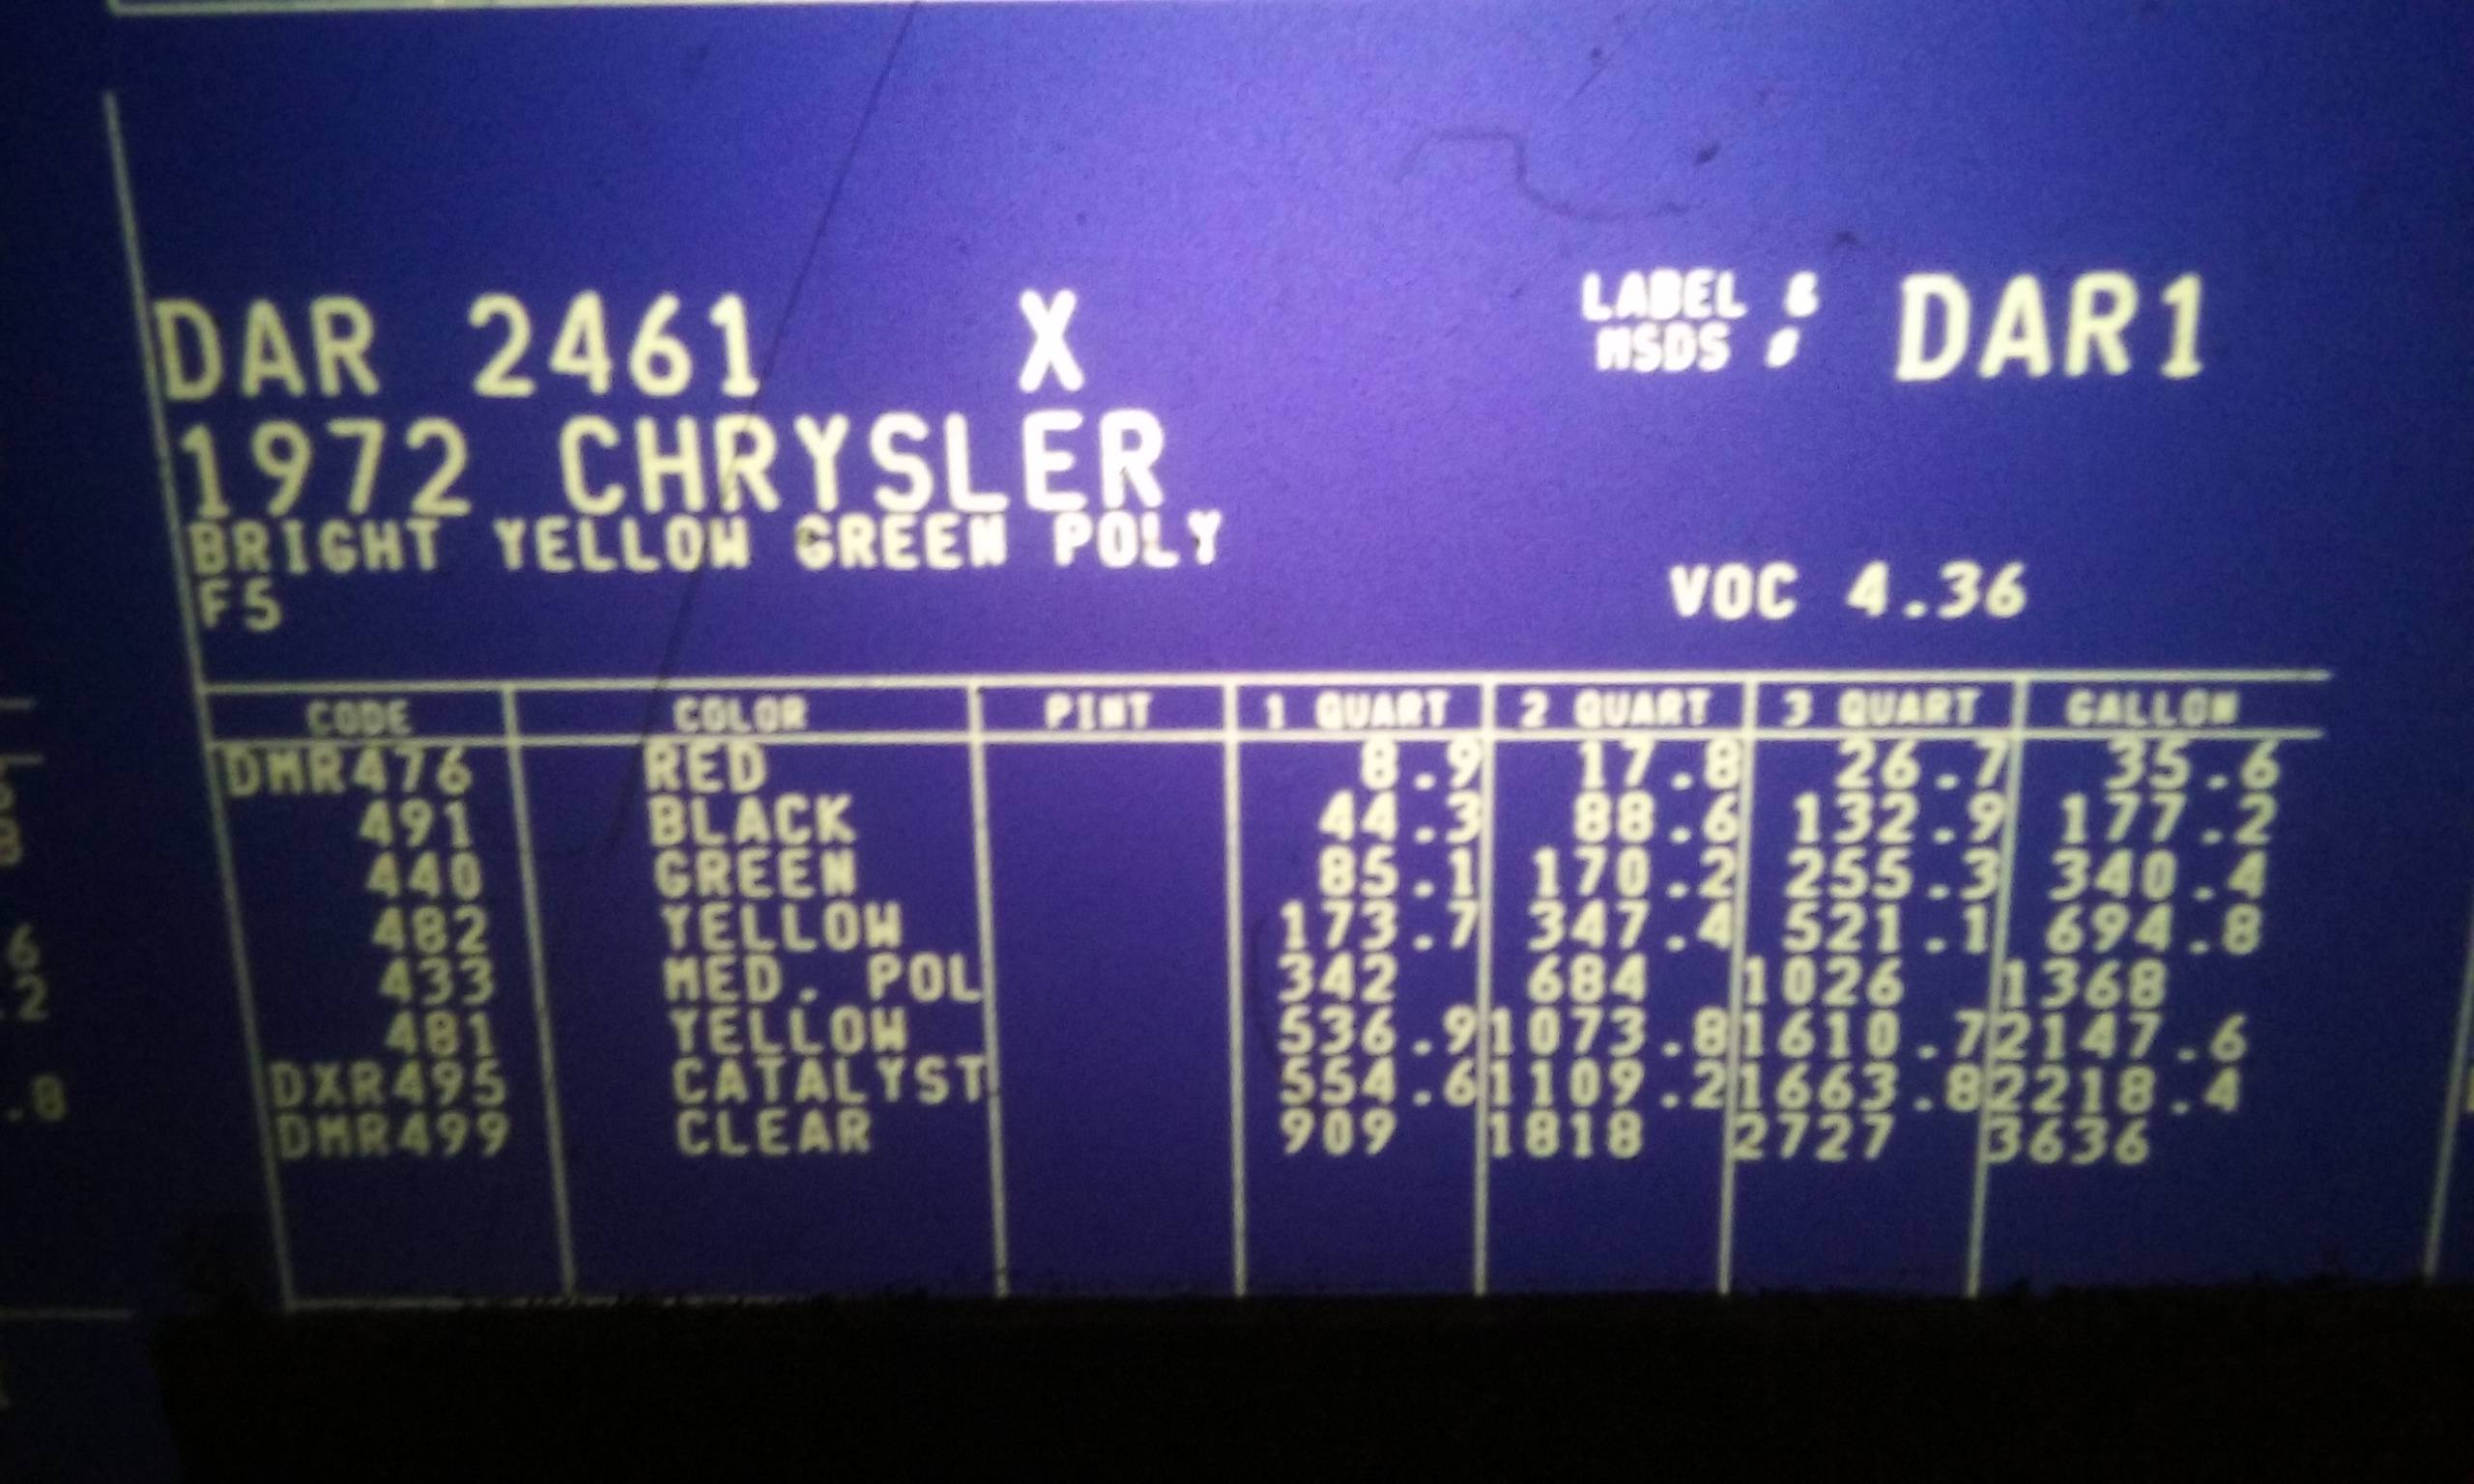 DAR 2461 X
LABEL &
MSDS # DAR1
1972 CHRYSLER
BRIGHT YELLOW GREEN POLY
F5
VOC 4.36
CODE COLOR PINT 1 QUART 2 QUART 3 QUART GALLON
DMR476 RED 8.9 17.8 26.7 35.6
491 BLACK 44.3 88.6 132.9 177.2
440 GREEN 85.1 170.2 255.3 340.4
482 YELLOW 173.7 347.4 521.1 694.8
433 MED. POL 342 684 1026 1368
481 YELLOW 536.9 1073.8 1610.7 2147.6
DXR495 CATALYST 554.6 1109.2 1663.8 2218.4
DMR499 CLEAR 909 1818 2727 3636